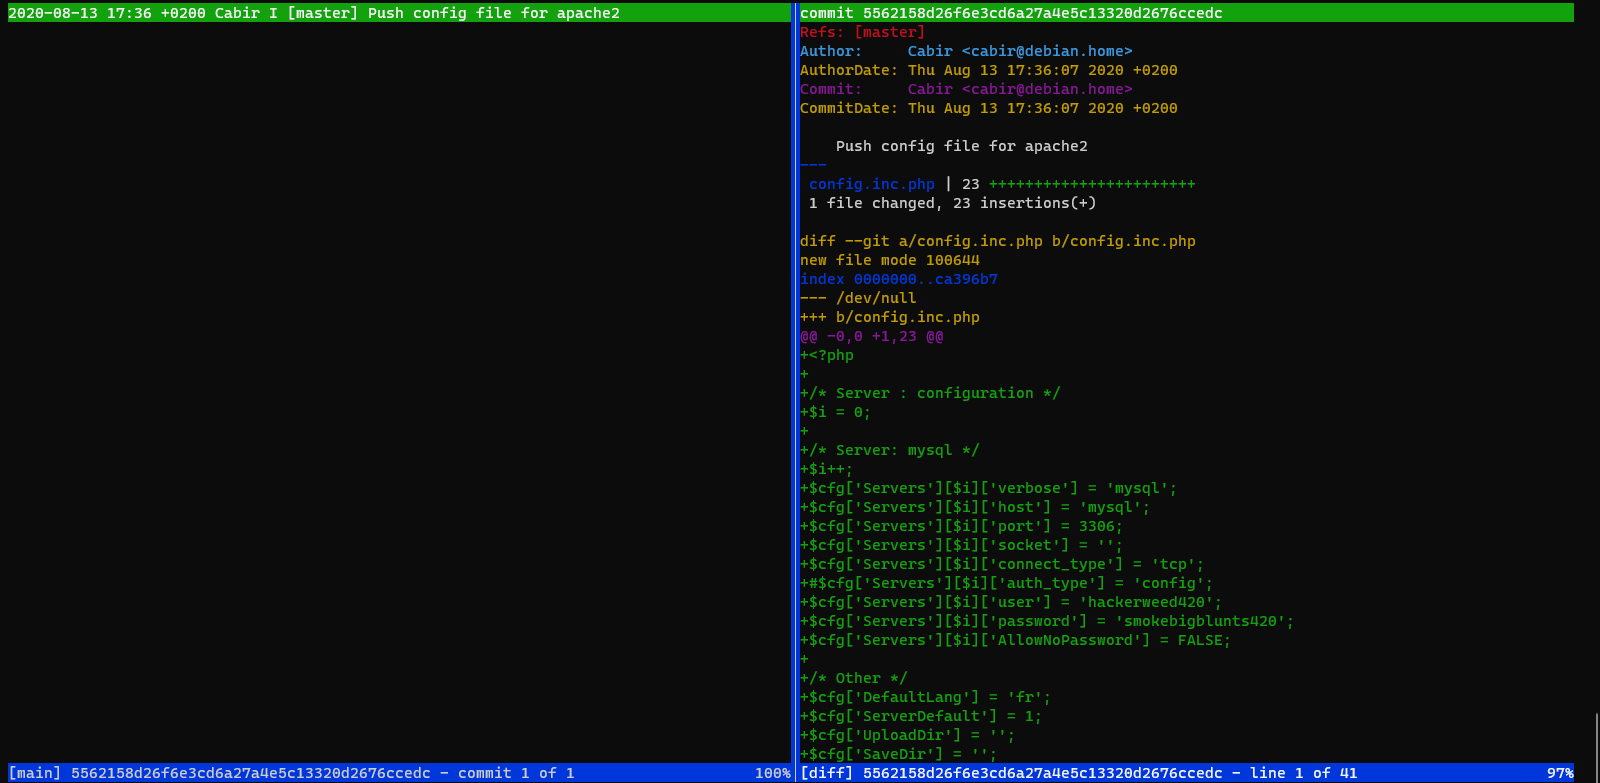 2020-08-13 17:36 +0200 Cabir I [master] Push config file for apache2
[main] 5562158d26f6e3cd6a27a4e5c13320d2676ccedc - commit 1 of 1 100%
commit 5562158d26f6e3cd6a27a4e5c13320d2676ccedc
Refs: [master]
Author:     Cabir <cabir@debian.home>
AuthorDate: Thu Aug 13 17:36:07 2020 +0200
Commit:     Cabir <cabir@debian.home>
CommitDate: Thu Aug 13 17:36:07 2020 +0200
    Push config file for apache2
---
 config.inc.php | 23 +++++++++++++++++++++++
 1 file changed, 23 insertions(+)
diff --git a/config.inc.php b/config.inc.php
new file mode 100644
index 0000000..ca396b7
--- /dev/null
+++ b/config.inc.php
@@ -0,0 +1,23 @@
+<?php
+
+/* Server : configuration */
+$i = 0;
+
+/* Server: mysql */
+$i++;
+$cfg['Servers'][$i]['verbose'] = 'mysql';
+$cfg['Servers'][$i]['host'] = 'mysql';
+$cfg['Servers'][$i]['port'] = 3306;
+$cfg['Servers'][$i]['socket'] = '';
+$cfg['Servers'][$i]['connect_type'] = 'tcp';
+#$cfg['Servers'][$i]['auth_type'] = 'config';
+$cfg['Servers'][$i]['user'] = 'hackerweed420';
+$cfg['Servers'][$i]['password'] = 'smokebigblunts420';
+$cfg['Servers'][$i]['AllowNoPassword'] = FALSE;
+
+/* Other */
+$cfg['DefaultLang'] = 'fr';
+$cfg['ServerDefault'] = 1;
+$cfg['UploadDir'] = '';
+$cfg['SaveDir'] = '';
[diff] 5562158d26f6e3cd6a27a4e5c13320d2676ccedc - line 1 of 41 97%